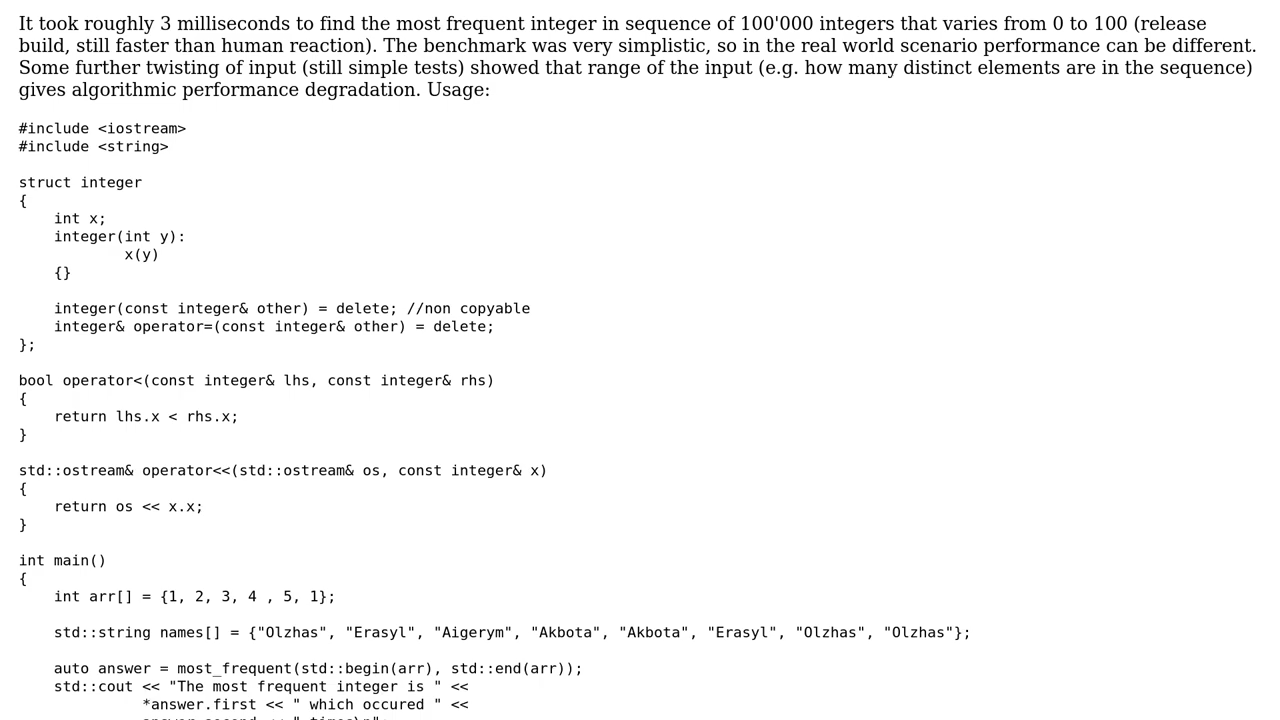 It took roughly 3 milliseconds to find the most frequent integer in sequence of 100'000 integers that varies from 0 to 100 (release
build, still faster than human reaction). The benchmark was very simplistic, so in the real world scenario performance can be different.
Some further twisting of input (still simple tests) showed that range of the input (e.g. how many distinct elements are in the sequence)
gives algorithmic performance degradation. Usage:
#include <iostream>
#include <string>
struct integer
{
    int x;
    integer(int y):
            x(y)
    {}
    integer(const integer& other) = delete; //non copyable
    integer& operator=(const integer& other) = delete;
};
bool operator<(const integer& lhs, const integer& rhs)
{
    return lhs.x < rhs.x;
}
std::ostream& operator<<(std::ostream& os, const integer& x)
{
    return os << x.x;
}
int main()
{
    int arr[] = {1, 2, 3, 4 , 5, 1};
    std::string names[] = {"Olzhas", "Erasyl", "Aigerym", "Akbota", "Akbota", "Erasyl", "Olzhas", "Olzhas"};
    auto answer = most_frequent(std::begin(arr), std::end(arr));
    std::cout << "The most frequent integer is " <<
              *answer.first << " which occured " <<